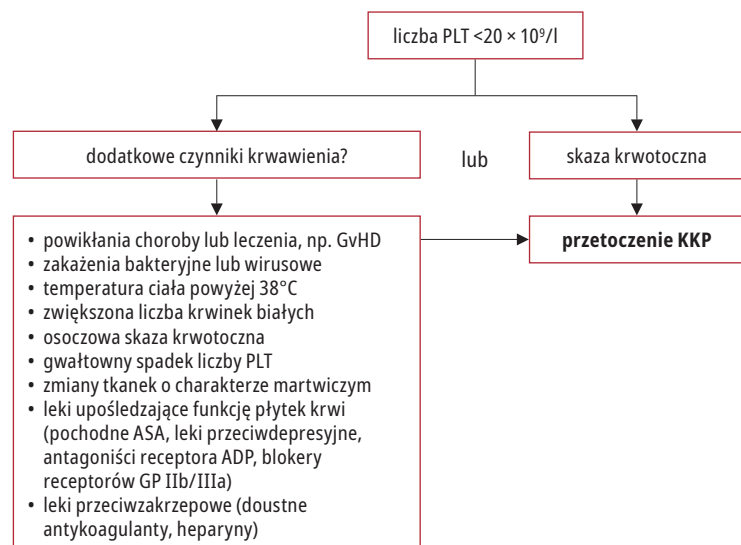 liczba PLT <20 × 10⁹/l
dodatkowe czynniki krwawienia?
lub
skaza krwotoczna
• powikłania choroby lub leczenia, np. GvHD
• zakażenia bakteryjne lub wirusowe
• temperatura ciała powyżej 38°C
• zwiększona liczba krwinek białych
• osoczowa skaza krwotoczna
• gwałtowny spadek liczby PLT
• zmiany tkanek o charakterze martwiczym
• leki upośledzające funkcję płytek krwi
(pochodne ASA, leki przeciwdepresyjne,
antagoniści receptora ADP, blokery
receptorów GP IIb/IIIa)
• leki przeciwzakrzepowe (doustne
antykoagulanty, heparyny)
przetoczenie KKP